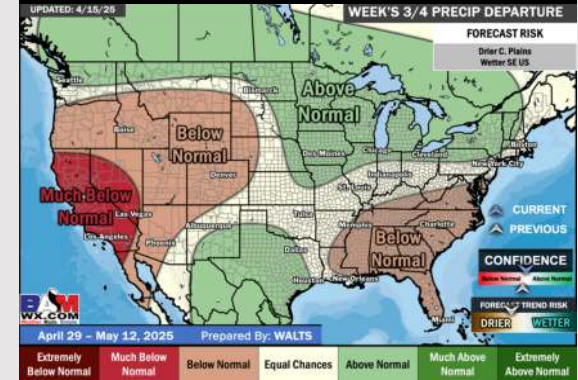 UPDATED: 4/15/25
WEEK'S 3/4 PRECIP DEPARTURE
FORECAST RISK
Drier C. Plains
Wetter SE US
Seattle
Bismarck
Above
Normal
Boise
Below
Normal
Des Moines
Chicago
Cleveland
Boston
New York City
Denver
Indianapolis
St. Louis
Much Below
Normal
Las Vegas
Los Angeles
Phoenix
Albuquerque
Tulsa
Memphis
Charlotte
Below
Normal
Dallas
Houston
New Orleans
Miami
CURRENT
PREVIOUS
CONFIDENCE
Below Normal
Above Normal
FORECAST TREND RISK
DRIER
WETTER
BAM
WX.COM
April 29 – May 12, 2025
Prepared By: WALTS
Extremely
Below Normal
Much Below
Normal
Below Normal
Equal Chances
Above Normal
Much Above
Normal
Extremely
Above Normal